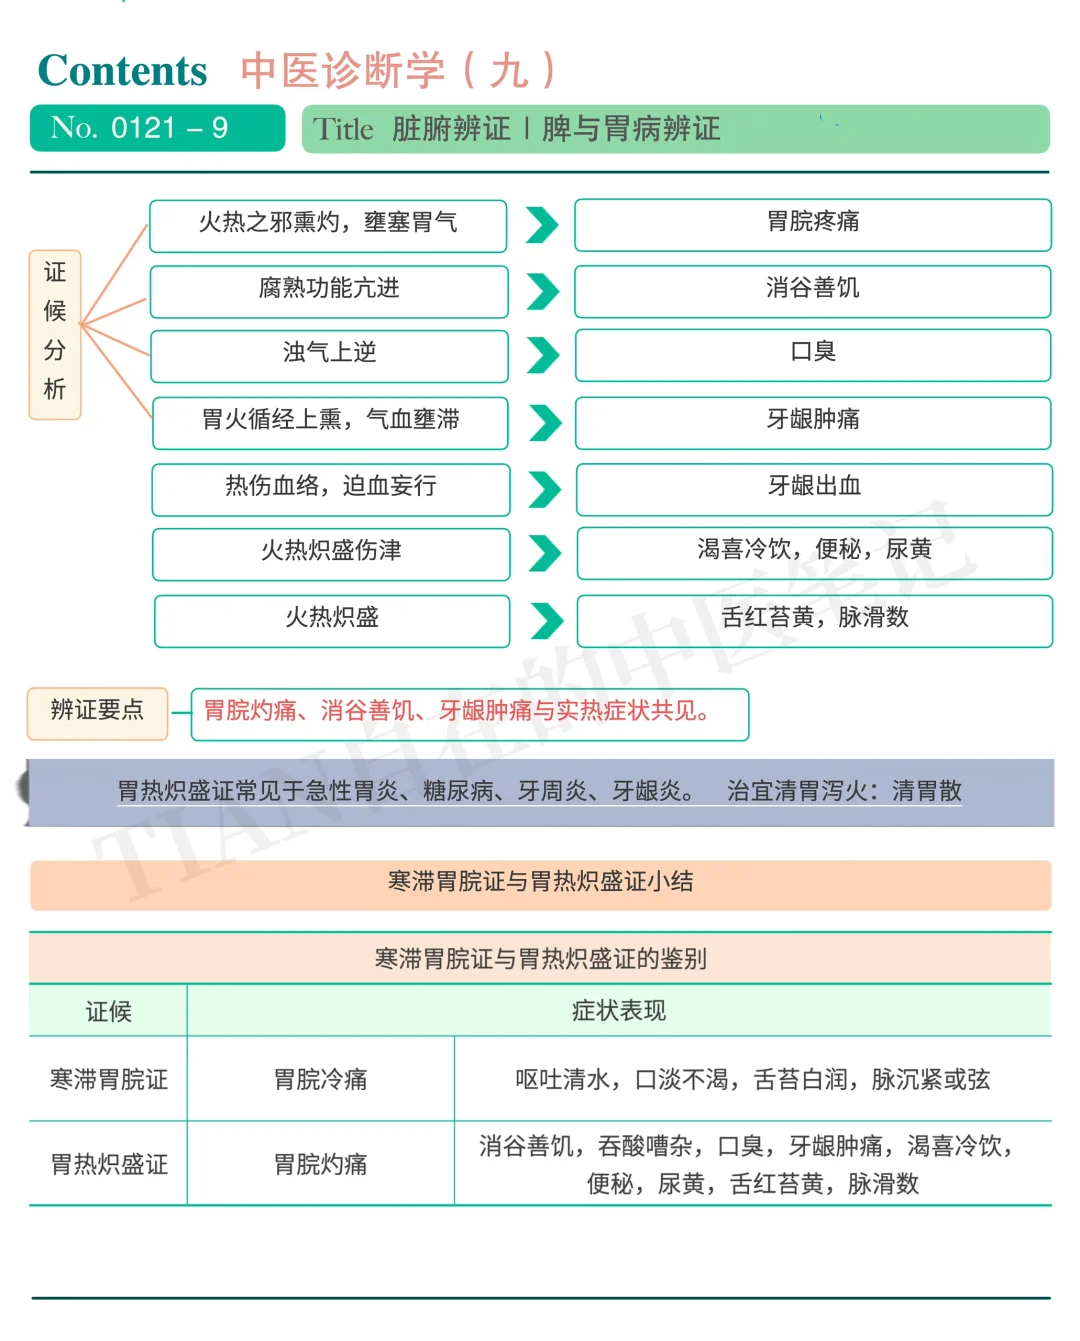 Contents 中医诊断学（九）
No. 0121 – 9 Title 脏腑辨证 | 脾与胃病辨证
证候分析
火热之邪熏灼，壅塞胃气 胃脘疼痛
腐熟功能亢进 消谷善饥
浊气上逆 口臭
胃火循经上熏，气血壅滞 牙龈肿痛
热伤血络，迫血妄行 牙龈出血
火热炽盛伤津 渴喜冷饮，便秘，尿黄
火热炽盛 舌红苔黄，脉滑数
辨证要点 胃脘灼痛、消谷善饥、牙龈肿痛与实热症状共见。
胃热炽盛证常见于急性胃炎、糖尿病、牙周炎、牙龈炎。 治宜清胃泻火：清胃散
寒滞胃脘证与胃热炽盛证小结
寒滞胃脘证与胃热炽盛证的鉴别
证候 症状表现
寒滞胃脘证 胃脘冷痛 呕吐清水，口淡不渴，舌苔白润，脉沉紧或弦
胃热炽盛证 胃脘灼痛 消谷善饥，吞酸嘈杂，口臭，牙龈肿痛，渴喜冷饮，
便秘，尿黄，舌红苔黄，脉滑数
TIAN自在的中医笔记